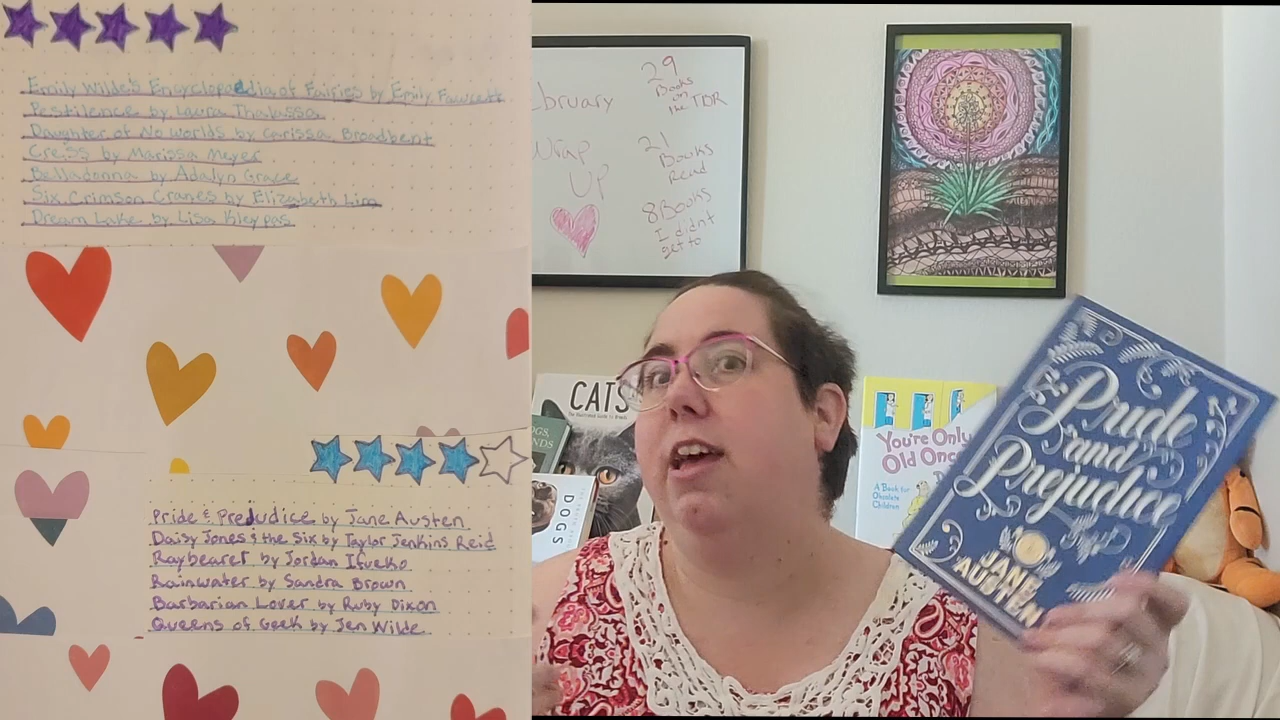 Emily Wilde's Encyclopaedia of Fairies by Emily Fawcett
Pestilence by Laura Thalassa
Daughter of No Worlds by Carissa Broadbent
Cress by Marissa Meyer
Belladonna by Adalyn Grace
Six Crimson Cranes by Elizabeth Lim
Dream Lake by Lisa Kleypas
Pride & Prejudice by Jane Austen
Daisy Jones & the Six by Taylor Jenkins Reid
Raybearer by Jordan Ifueko
Rainwater by Sandra Brown
Barbarian Lover by Ruby Dixon
Queens of Geek by Jen Wilde
bruary
Wrap
UP
29
Books
on
the TBR
21
Books
Read
8 Books
I didn't
get to
CATS
DOGS
You're Only
Old Once
A Book for
Obsolete
Children
Pride
and
Prejudice
JANE
AUSTEN